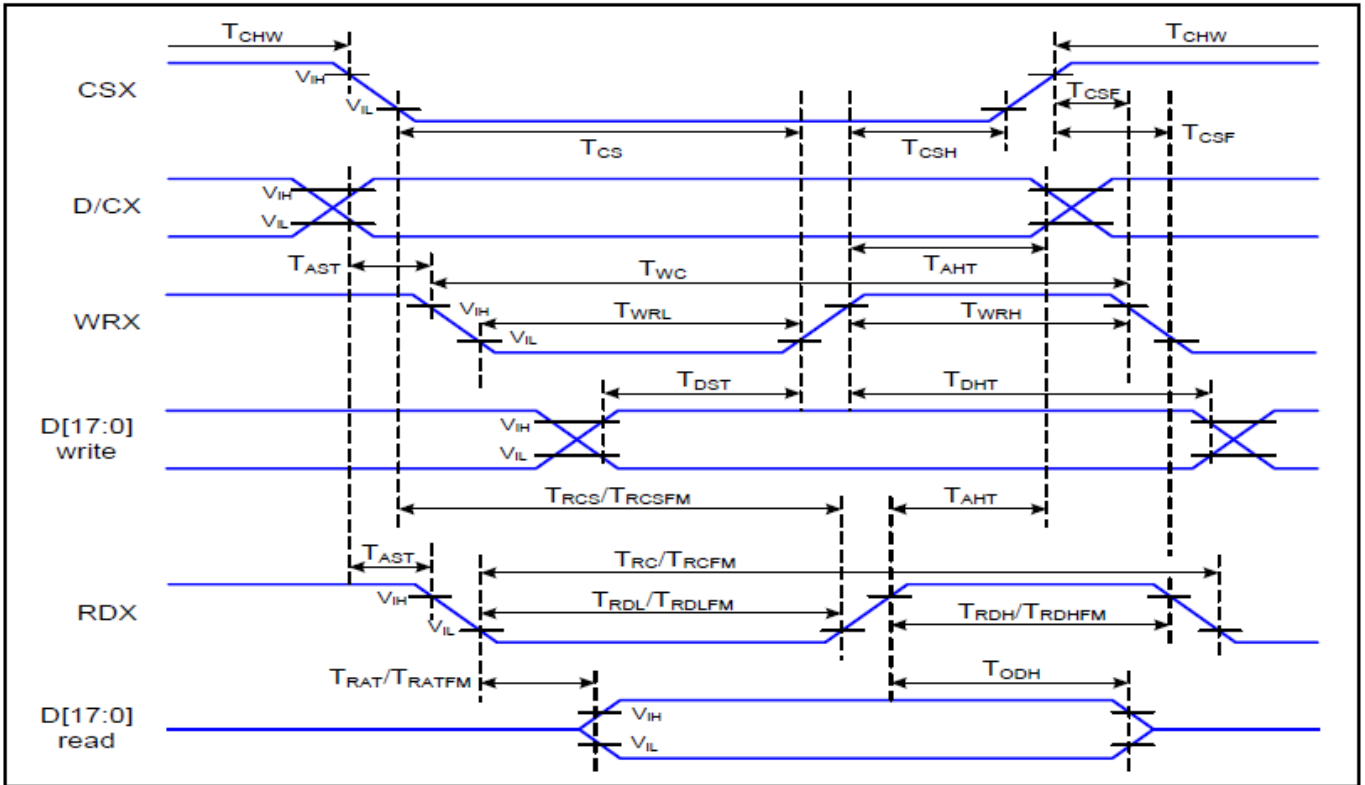 TCHW TCHW
VIH
CSX
TCSF
VIL
TCS TCSH TCSF
VIH
D/CX
VIL
TAST TWC TAHT
VIH
WRX TWRL TWRH
VIL
TDST TDHT
D[17:0] VIH
write
VIL
TRCS/TRCSFM TAHT
TAST TRC/TRCFM
VIH
RDX TRDL/TRDLFM TRDH/TRDHFM
VIL
TRAT/TRATFM TODH
D[17:0] VIH
read VIL